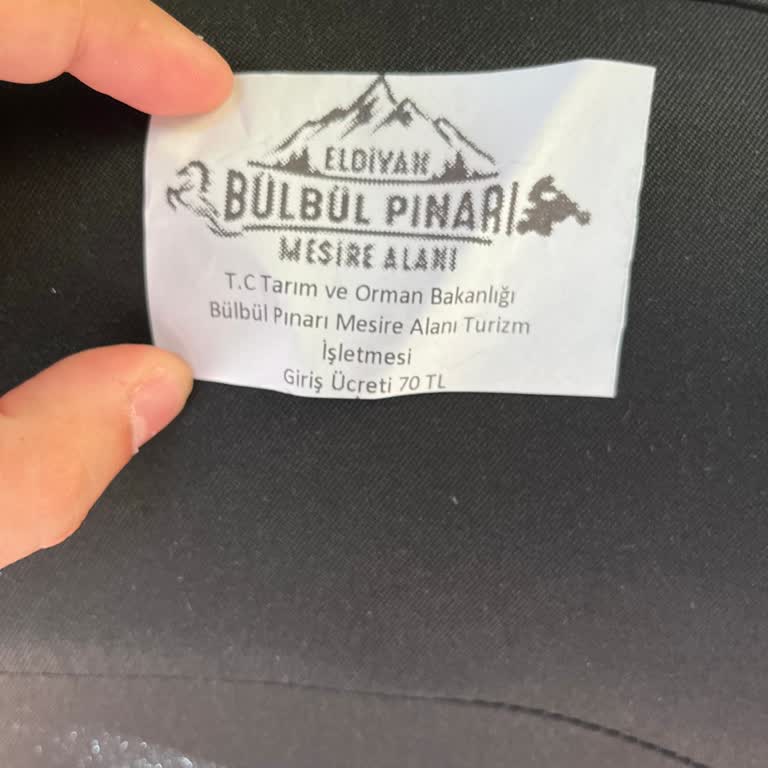 ELDİVAN
BÜLBÜL PINARI
MESİRE ALANI
T.C Tarım ve Orman Bakanlığı
Bülbül Pınarı Mesire Alanı Turizm
İşletmesi
Giriş Ücreti 70 TL